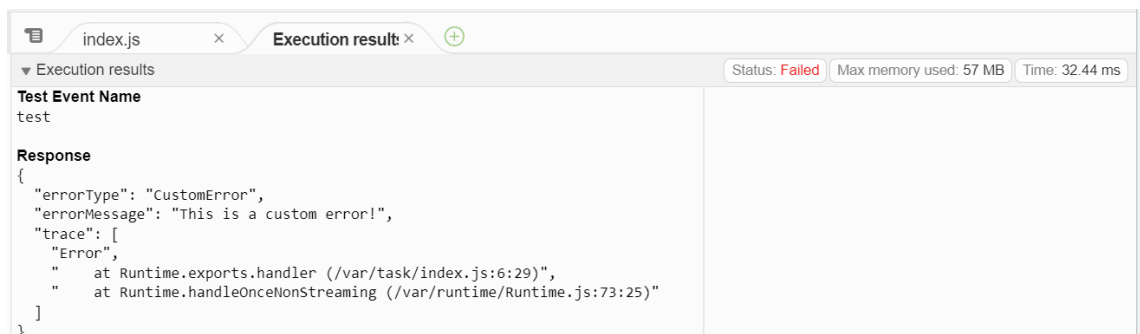 index.js
Execution results
Execution results
Status: Failed Max memory used: 57 MB Time: 32.44 ms
Test Event Name
test
Response
{
  "errorType": "CustomError",
  "errorMessage": "This is a custom error!",
  "trace": [
    "Error",
    "    at Runtime.exports.handler (/var/task/index.js:6:29)",
    "    at Runtime.handleOnceNonStreaming (/var/runtime/Runtime.js:73:25)"
  ]
}